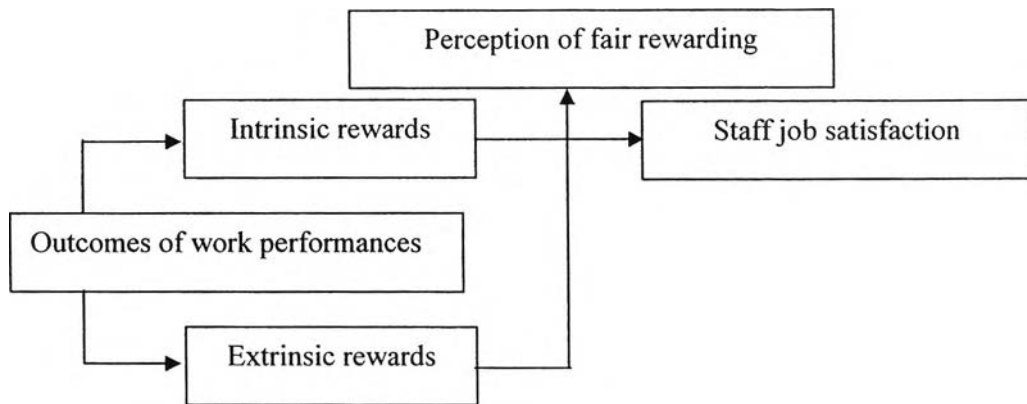 Perception of fair rewarding
Intrinsic rewards
Staff job satisfaction
Outcomes of work performances
Extrinsic rewards